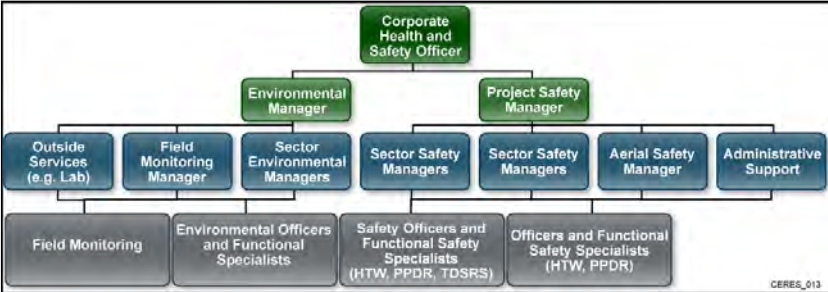 Corporate
Health and
Safety Officer
Environmental
Manager
Project Safety
Manager
Outside
Services
(e.g. Lab)
Field
Monitoring
Manager
Sector
Environmental
Managers
Sector Safety
Managers
Sector Safety
Managers
Aerial Safety
Manager
Administrative
Support
Field Monitoring
Environmental Officers
and Functional
Specialists
Safety Officers and
Functional Safety
Specialists
(HTW, PPDR, TDSRS)
Officers and Functional
Safety Specialists
(HTW, PPDR)
CERES_013